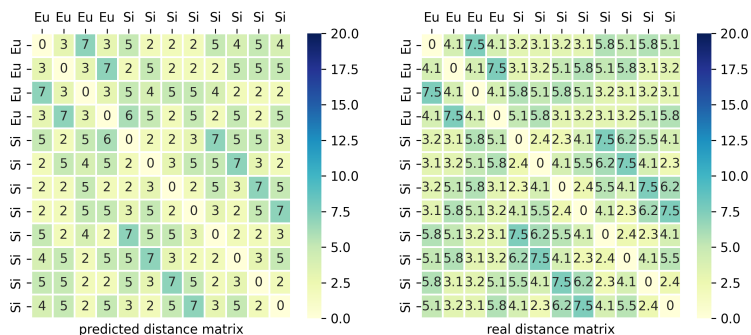 Eu Eu Eu Eu Si Si Si Si Si Si Si Si
Eu 0 3 7 3 5 2 2 2 5 4 5 4
Eu 3 0 3 7 2 5 2 2 2 5 5 5
Eu 7 3 0 3 5 4 5 5 4 2 2 2
Eu 3 7 3 0 6 5 2 5 2 2 2 5
Si 5 2 5 6 0 2 2 3 7 5 5 3
Si 2 5 4 5 2 0 3 5 5 7 3 2
Si 2 2 5 2 2 3 0 2 5 3 7 5
Si 2 2 5 5 3 5 2 0 3 2 5 7
Si 5 2 4 2 7 5 5 3 0 2 2 3
Si 4 5 2 2 5 7 3 2 2 0 3 5
Si 5 5 2 2 5 3 7 5 2 3 0 2
Si 4 5 2 5 3 2 5 7 3 5 2 0
predicted distance matrix
20.0
17.5
15.0
12.5
10.0
7.5
5.0
2.5
0.0
Eu Eu Eu Eu Si Si Si Si Si Si Si Si
Eu 0 4.1 7.5 4.1 3.2 3.1 3.2 3.1 5.8 5.1 5.8 5.1
Eu 4.1 0 4.1 7.5 3.1 3.2 5.1 5.8 5.1 5.8 3.1 3.2
Eu 7.5 4.1 0 4.1 5.8 5.1 5.8 5.1 3.2 3.1 3.2 3.1
Eu 4.1 7.5 4.1 0 5.1 5.8 3.1 3.2 3.1 3.2 5.1 5.8
Si 3.2 3.1 5.8 5.1 0 2.4 2.3 4.1 7.5 6.2 5.5 4.1
Si 3.1 3.2 5.1 5.8 2.4 0 4.1 5.5 6.2 7.5 4.1 2.3
Si 3.2 5.1 5.8 3.1 2.3 4.1 0 2.4 5.5 4.1 7.5 6.2
Si 3.1 5.8 5.1 3.2 4.1 5.5 2.4 0 4.1 2.3 6.2 7.5
Si 5.8 5.1 3.2 3.1 7.5 6.2 5.5 4.1 0 2.4 2.3 4.1
Si 5.1 5.8 3.1 3.2 6.2 7.5 4.1 2.3 2.4 0 4.1 5.5
Si 5.8 3.1 3.2 5.1 5.5 4.1 7.5 6.2 2.3 4.1 0 2.4
Si 5.1 3.2 3.1 5.8 4.1 2.3 6.2 7.5 4.1 5.5 2.4 0
real distance matrix
20.0
17.5
15.0
12.5
10.0
7.5
5.0
2.5
0.0